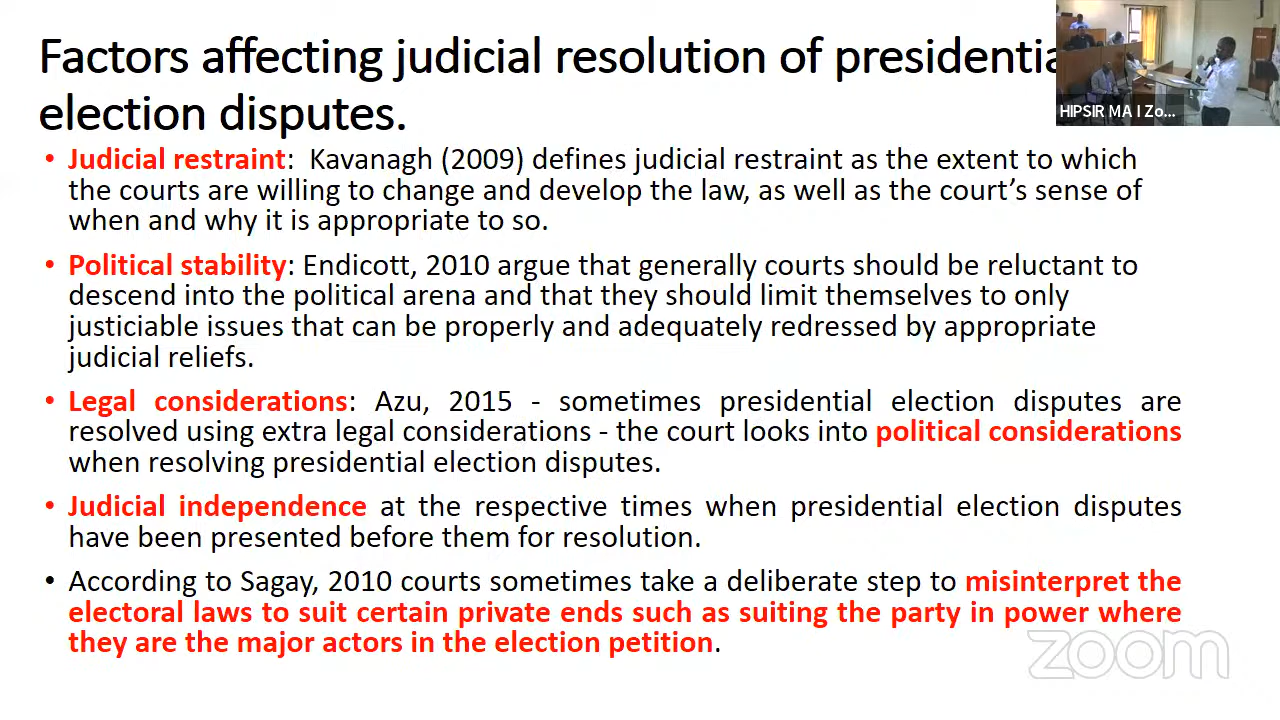 Factors affecting judicial resolution of presidentia
election disputes.
HIPSIR MA I Zo...
• Judicial restraint: Kavanagh (2009) defines judicial restraint as the extent to which
the courts are willing to change and develop the law, as well as the court's sense of
when and why it is appropriate to so.
• Political stability: Endicott, 2010 argue that generally courts should be reluctant to
descend into the political arena and that they should limit themselves to only
justiciable issues that can be properly and adequately redressed by appropriate
judicial reliefs.
• Legal considerations: Azu, 2015 - sometimes presidential election disputes are
resolved using extra legal considerations - the court looks into political considerations
when resolving presidential election disputes.
• Judicial independence at the respective times when presidential election disputes
have been presented before them for resolution.
• According to Sagay, 2010 courts sometimes take a deliberate step to misinterpret the
electoral laws to suit certain private ends such as suiting the party in power where
they are the major actors in the election petition.
zoom